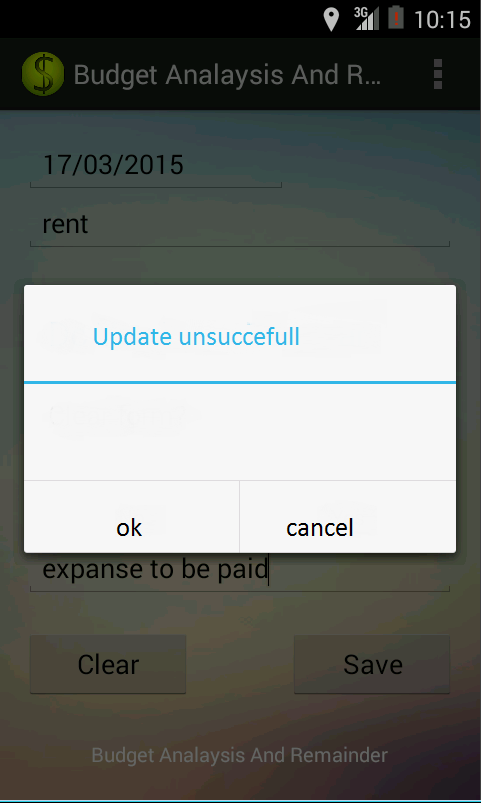 3G 10:15
Budget Analaysis And R...
17/03/2015
rent
Update unsuccefull
ok cancel
expanse to be paid
Clear Save
Budget Analaysis And Remainder